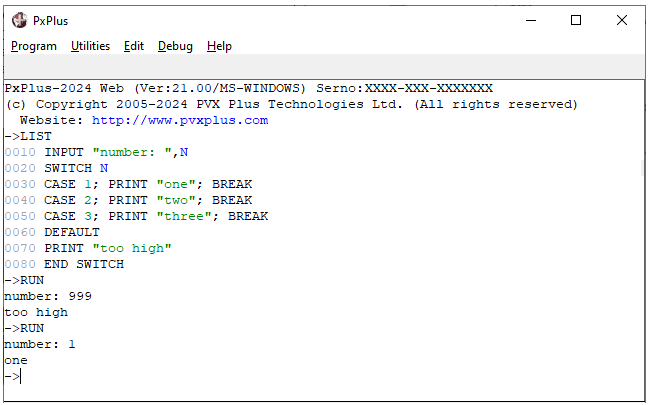 PxPlus
Program Utilities Edit Debug Help
PxPlus-2024 Web (Ver:21.00/MS-WINDOWS) Serno:XXXX-XXX-XXXXXXX
(c) Copyright 2005-2024 PVX Plus Technologies Ltd. (All rights reserved)
Website: http://www.pvxplus.com
->LIST
0010 INPUT "number: ",N
0020 SWITCH N
0030 CASE 1; PRINT "one"; BREAK
0040 CASE 2; PRINT "two"; BREAK
0050 CASE 3; PRINT "three"; BREAK
0060 DEFAULT
0070 PRINT "too high"
0080 END SWITCH
->RUN
number: 999
too high
->RUN
number: 1
one
->